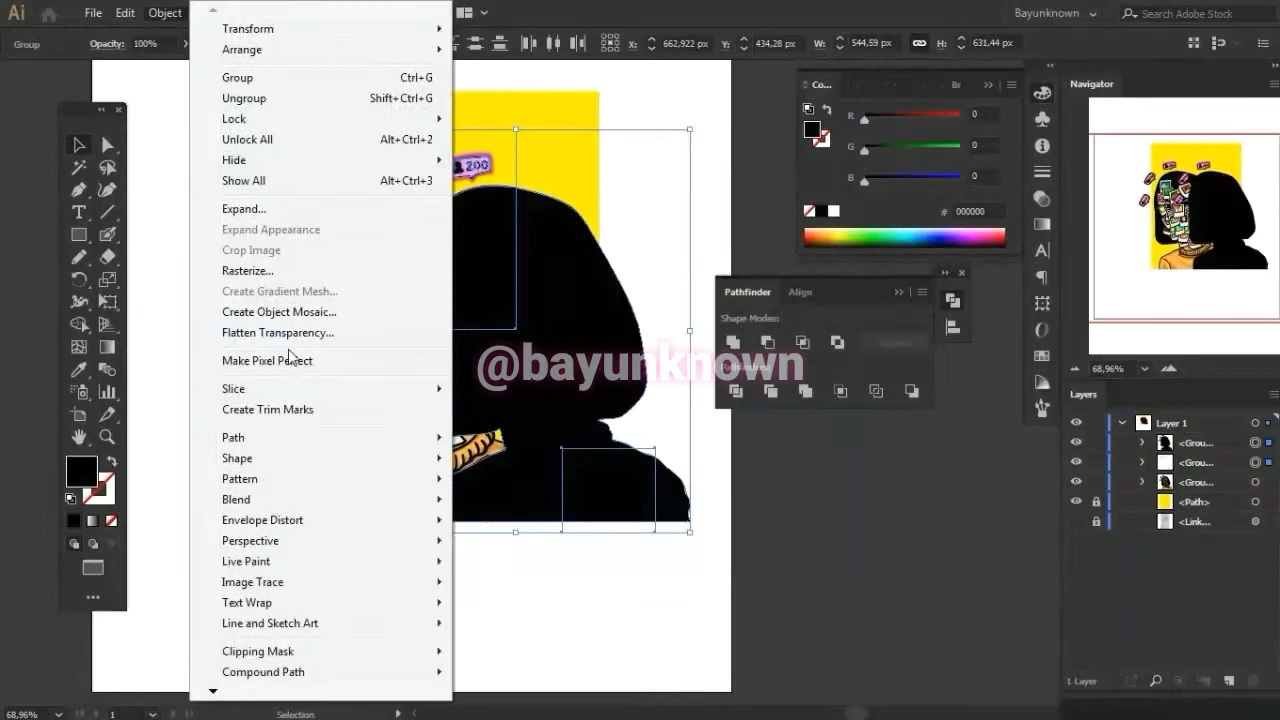 Ai File Edit Object Bayunknown Search Adobe Stock
Group Opacity: 100% X: 662,922 px Y: 434,28 px W: 544,59 px H: 631,44 px
Transform
Arrange
Group Ctrl+G
Ungroup Shift+Ctrl+G
Lock
Unlock All Alt+Ctrl+2
Hide
Show All Alt+Ctrl+3
Expand...
Expand Appearance
Crop Image
Rasterize...
Create Gradient Mesh...
Create Object Mosaic...
Flatten Transparency...
Make Pixel Perfect
Slice
Create Trim Marks
Path
Shape
Pattern
Blend
Envelope Distort
Perspective
Live Paint
Image Trace
Text Wrap
Line and Sketch Art
Clipping Mask
Compound Path
200
@bayunknown
Co... Br
R 0
G 0
B 0
# 000000
Pathfinder Align
Shape Modes:
Pathfinders:
Navigator
68,96%
Layers
Layer 1
<Grou...
<Grou...
<Grou...
<Path>
<Link...
1 Layer
68,96% 1 Selection